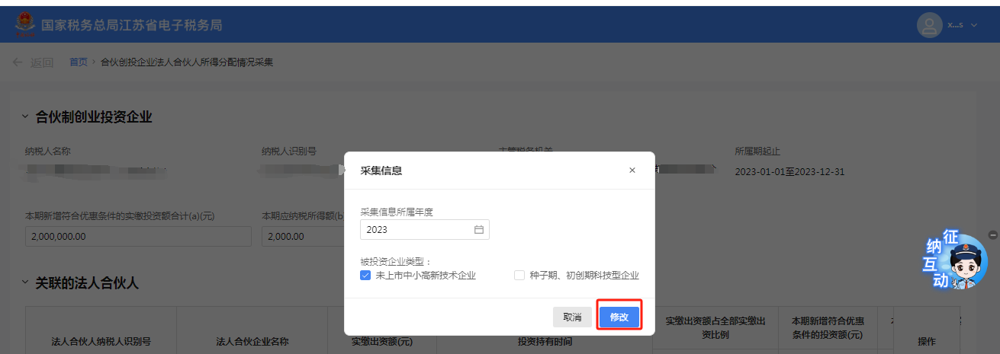 国家税务总局江苏省电子税务局
x...s
返回 首页 › 合伙创投企业法人合伙人所得分配情况采集
合伙制创业投资企业
纳税人名称 纳税人识别号 主管税务机关 所属期起止
2023-01-01至2023-12-31
本期新增符合优惠条件的实缴投资额合计(a)(元) 本期应纳税所得额(b
2,000,000.00 2,000.00
采集信息 ×
采集信息所属年度
2023
被投资企业类型：
未上市中小高新技术企业 种子期、初创期科技型企业
取消 修改
征纳互动
关联的法人合伙人
法人合伙人纳税人识别号 法人合伙企业名称 实缴出资额(元) 投资持有时间 实缴出资额占全部实缴出资比例 本期新增符合优惠条件的投资额(元) 操作